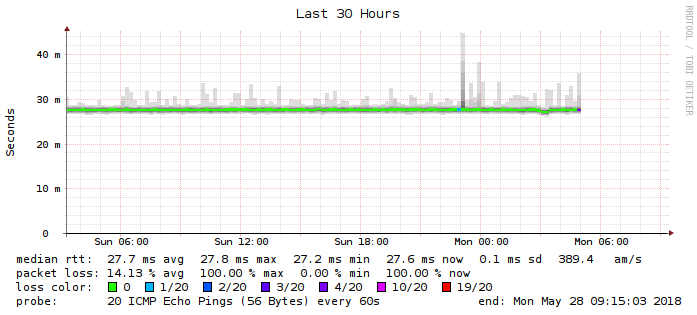 Last 30 Hours
RRDTOOL / TOBI OETIKER
Seconds
40 m
30 m
20 m
10 m
0
Sun 06:00 Sun 12:00 Sun 18:00 Mon 00:00 Mon 06:00
median rtt: 27.7 ms avg 27.8 ms max 27.2 ms min 27.6 ms now 0.1 ms sd 389.4 am/s
packet loss: 14.13 % avg 100.00 % max 0.00 % min 100.00 % now
loss color: 0 1/20 2/20 3/20 4/20 10/20 19/20
probe: 20 ICMP Echo Pings (56 Bytes) every 60s end: Mon May 28 09:15:03 2018